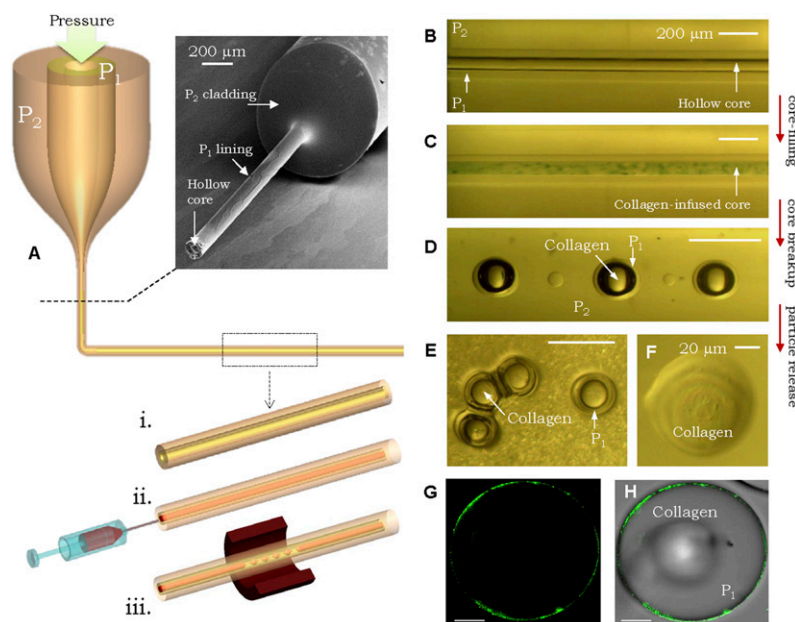 Pressure
P1
P2
A
200 μm
P2 cladding
P1 lining
Hollow
core
i.
ii.
iii.
B
P2
200 μm
P1
Hollow core
C
Collagen-infused core
D
Collagen
P1
P2
E
Collagen
P1
F
20 μm
Collagen
G
H
Collagen
P1
core-filling
core breakup
particle release